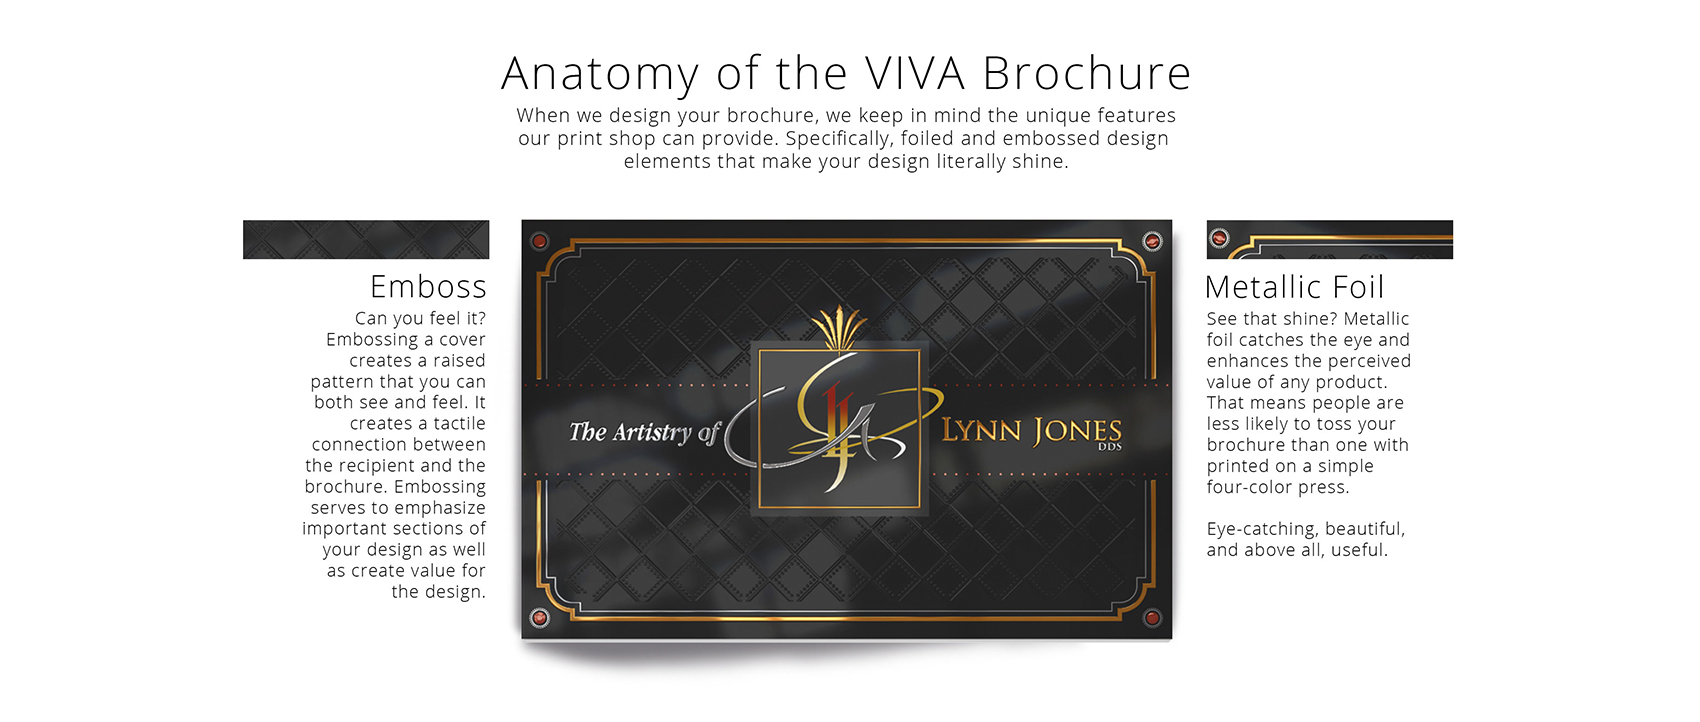 Anatomy of the VIVA Brochure
When we design your brochure, we keep in mind the unique features
our print shop can provide. Specifically, foiled and embossed design
elements that make your design literally shine.
Emboss
Can you feel it?
Embossing a cover
creates a raised
pattern that you can
both see and feel. It
creates a tactile
connection between
the recipient and the
brochure. Embossing
serves to emphasize
important sections of
your design as well
as create value for
the design.
The Artistry of
LYNN JONES
DDS
Metallic Foil
See that shine? Metallic
foil catches the eye and
enhances the perceived
value of any product.
That means people are
less likely to toss your
brochure than one with
printed on a simple
four-color press.
Eye-catching, beautiful,
and above all, useful.